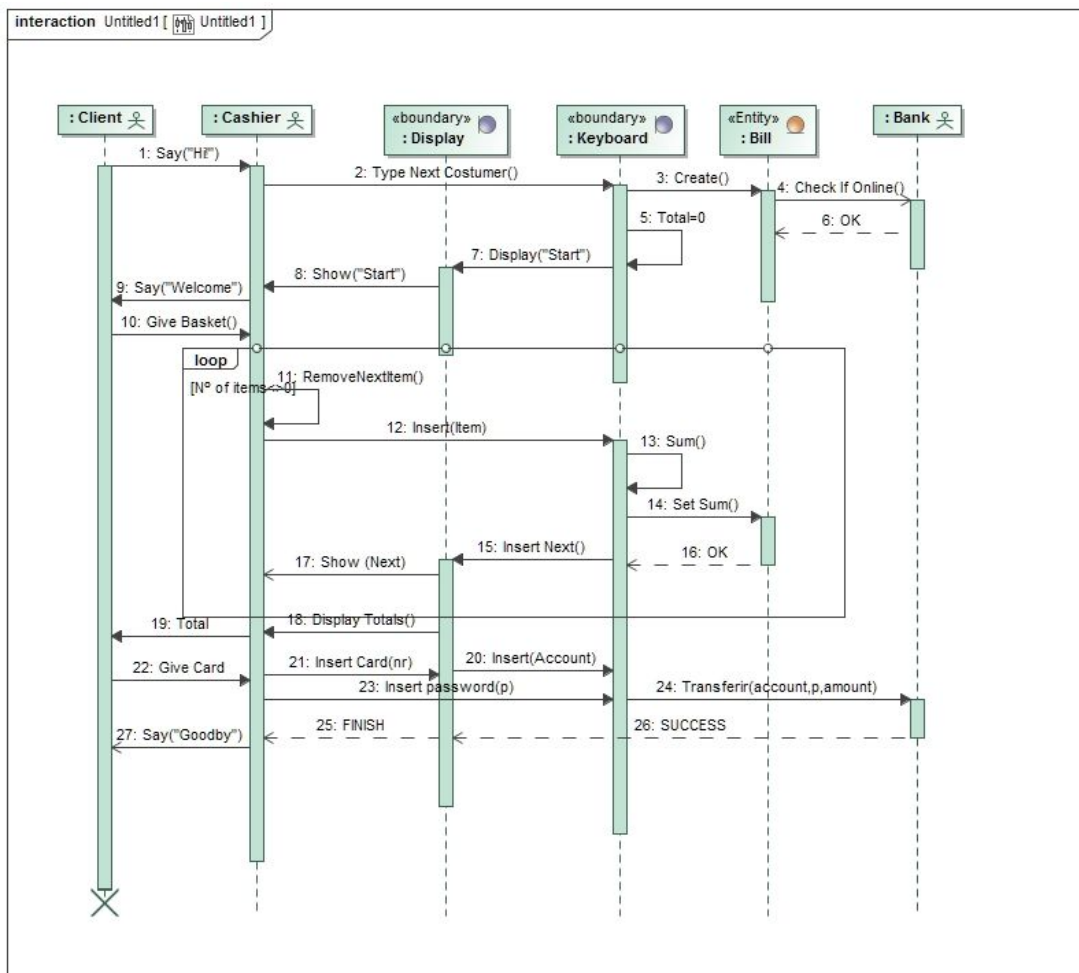 interaction Untitled1 [ Untitled1 ]
: Client
: Cashier
«boundary»
: Display
«boundary»
: Keyboard
«Entity»
: Bill
: Bank
1: Say("Hi!")
2: Type Next Costumer()
3: Create()
4: Check If Online()
5: Total=0
6: OK
7: Display("Start")
8: Show("Start")
9: Say("Welcome")
10: Give Basket()
loop
[Nº of items<>0]
11: RemoveNextItem()
12: Insert(Item)
13: Sum()
14: Set Sum()
15: Insert Next()
16: OK
17: Show (Next)
18: Display Totals()
19: Total
20: Insert(Account)
21: Insert Card(nr)
22: Give Card
23: Insert password(p)
24: Transferir(account,p,amount)
25: FINISH
26: SUCCESS
27: Say("Goodby")